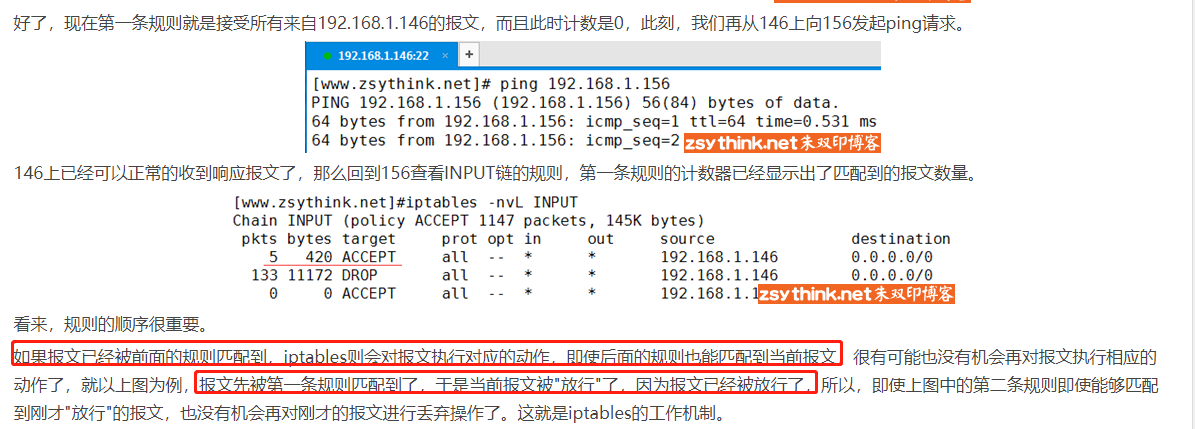 好了，现在第一条规则就是接受所有来自192.168.1.146的报文，而且此时计数是0，此刻，我们再从146上向156发起ping请求。
192.168.1.146:22 × +
[www.zsythink.net]# ping 192.168.1.156
PING 192.168.1.156 (192.168.1.156) 56(84) bytes of data.
64 bytes from 192.168.1.156: icmp_seq=1 ttl=64 time=0.531 ms
64 bytes from 192.168.1.156: icmp_seq=2 zsythink.net朱双印博客
146上已经可以正常的收到响应报文了，那么回到156查看INPUT链的规则，第一条规则的计数器已经显示出了匹配到的报文数量。
[www.zsythink.net]#iptables -nvL INPUT
Chain INPUT (policy ACCEPT 1147 packets, 145K bytes)
pkts bytes target prot opt in out source destination
5 420 ACCEPT all -- * * 192.168.1.146 0.0.0.0/0
133 11172 DROP all -- * * 192.168.1.146 0.0.0.0/0
0 0 ACCEPT all -- * * 192.168.1.1 zsythink.net朱双印博客
看来，规则的顺序很重要。
如果报文已经被前面的规则匹配到，iptables则会对报文执行对应的动作，即使后面的规则也能匹配到当前报文，很有可能也没有机会再对报文执行相应的
动作了，就以上图为例，报文先被第一条规则匹配到了，于是当前报文被"放行"了，因为报文已经被放行了，所以，即使上图中的第二条规则即使能够匹配
到刚才"放行"的报文，也没有机会再对刚才的报文进行丢弃操作了。这就是iptables的工作机制。